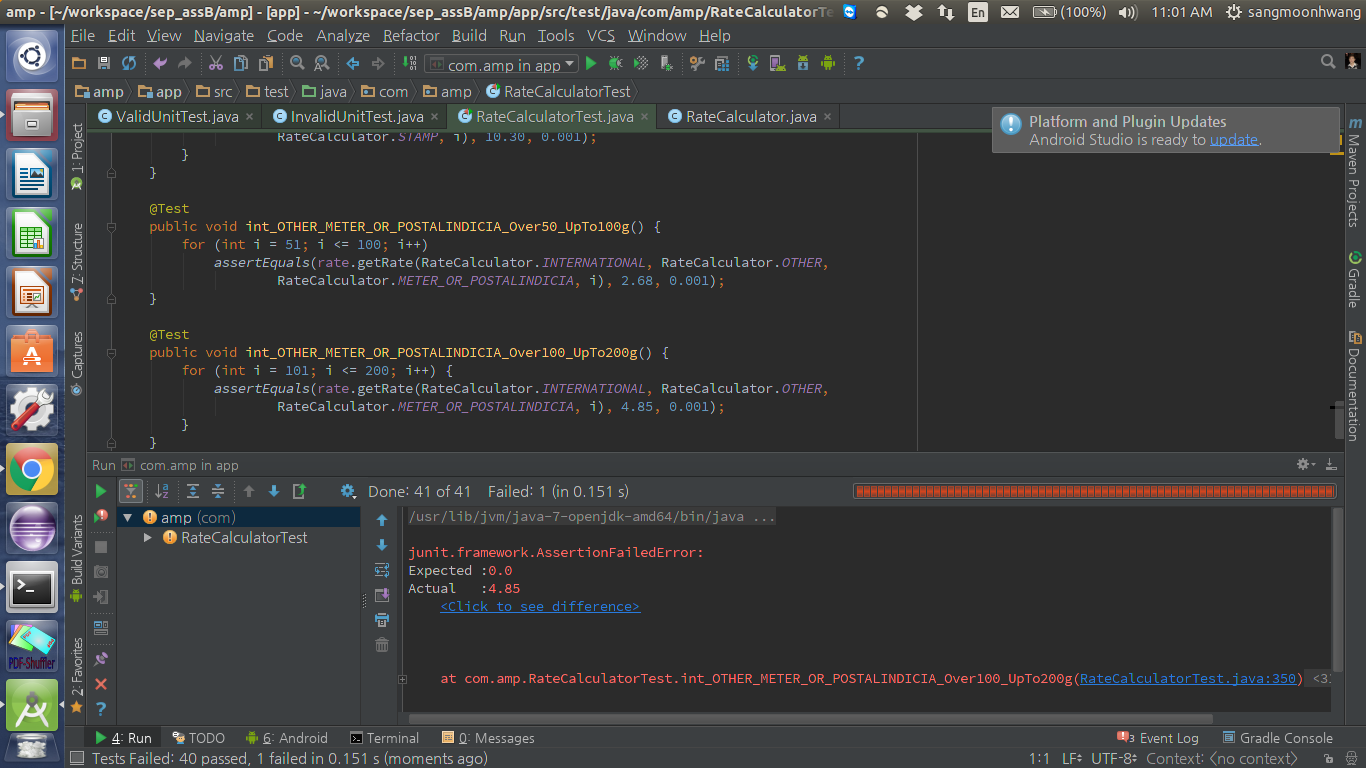 amp - [~/workspace/sep_assB/amp] - [app] - ~/workspace/sep_assB/amp/app/src/test/java/com/amp/RateCalculatorTe
En (100%) 11:01 AM sangmoonhwang
File Edit View Navigate Code Analyze Refactor Build Run Tools VCS Window Help
com.amp in app
amp app src test java com amp RateCalculatorTest
ValidUnitTest.java InvalidUnitTest.java RateCalculatorTest.java RateCalculator.java
Platform and Plugin Updates
Android Studio is ready to update.
RateCalculator.STAMP, i), 10.30, 0.001);
}
}
@Test
public void int_OTHER_METER_OR_POSTALINDICIA_Over50_UpTo100g() {
for (int i = 51; i <= 100; i++)
assertEquals(rate.getRate(RateCalculator.INTERNATIONAL, RateCalculator.OTHER,
RateCalculator.METER_OR_POSTALINDICIA, i), 2.68, 0.001);
}
@Test
public void int_OTHER_METER_OR_POSTALINDICIA_Over100_UpTo200g() {
for (int i = 101; i <= 200; i++) {
assertEquals(rate.getRate(RateCalculator.INTERNATIONAL, RateCalculator.OTHER,
RateCalculator.METER_OR_POSTALINDICIA, i), 4.85, 0.001);
}
}
1: Project
7: Structure
Captures
Build Variants
2: Favorites
m Maven Projects
Gradle
Documentation
Run com.amp in app
Done: 41 of 41 Failed: 1 (in 0.151 s)
amp (com)
RateCalculatorTest
/usr/lib/jvm/java-7-openjdk-amd64/bin/java ...
junit.framework.AssertionFailedError:
Expected :0.0
Actual :4.85
<Click to see difference>
at com.amp.RateCalculatorTest.int_OTHER_METER_OR_POSTALINDICIA_Over100_UpTo200g(RateCalculatorTest.java:350) <31
PDF-Shuffler
4: Run TODO 6: Android Terminal 0: Messages 3 Event Log Gradle Console
Tests Failed: 40 passed, 1 failed in 0.151 s (moments ago) 1:1 LF UTF-8 Context: <no context>